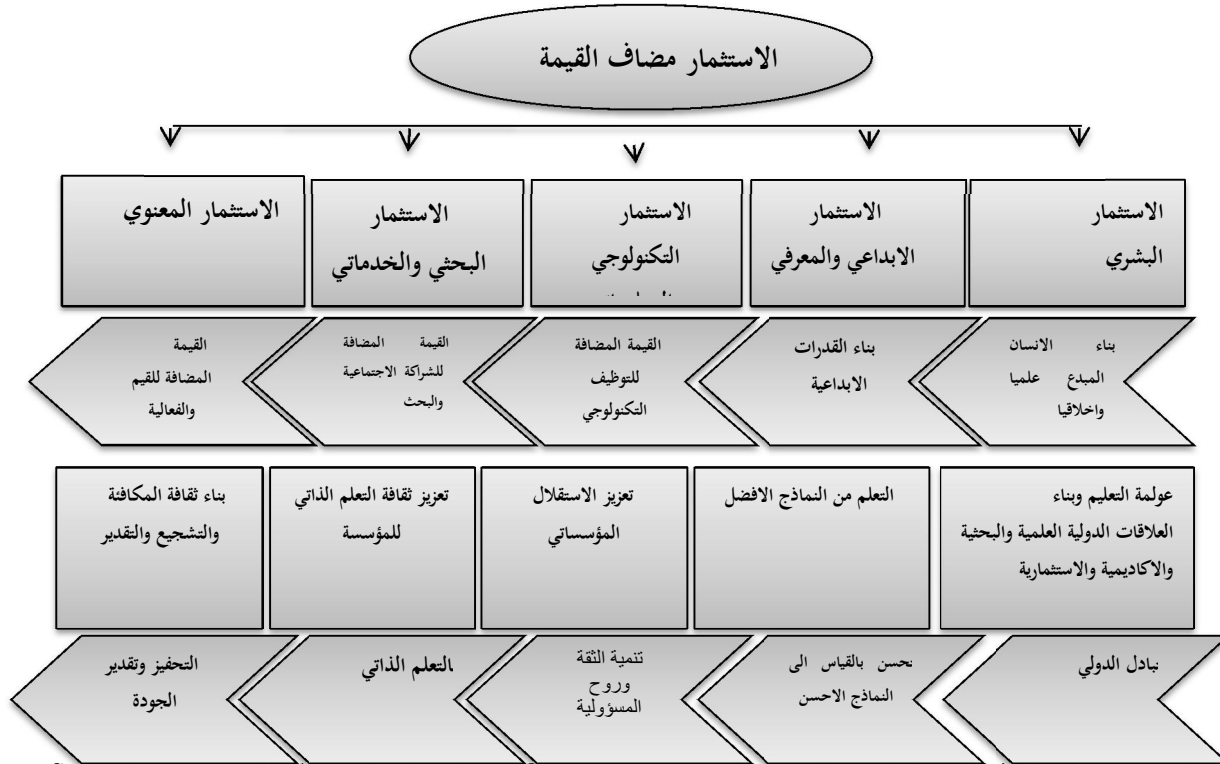 الاستثمار مضاف القيمة
الاستثمار
البشري
الاستثمار
الابداعي والمعرفي
الاستثمار
التكنولوجي
الاستثمار
البحثي والخدماتي
الاستثمار المعنوي
بناء الانسان
المبدع علميا
واخلاقيا
بناء القدرات
الابداعية
القيمة المضافة
للتوظيف
التكنولوجي
القيمة المضافة
للشراكة الاجتماعية
والبحث
القيمة
المضافة للقيم
والفعالية
عولمة التعليم وبناء
العلاقات الدولية العلمية والبحثية
والاكاديمية والاستثمارية
التعلم من النماذج الافضل
تعزيز الاستقلال
المؤسساتي
تعزيز ثقافة التعلم الذاتي
للمؤسسة
بناء ثقافة المكافئة
والتشجيع والتقدير
تبادل الدولي
تحسن بالقياس الى
النماذج الاحسن
تنمية الثقة
وروح
المسؤولية
التعلم الذاتي
التحفيز وتقدير
الجودة